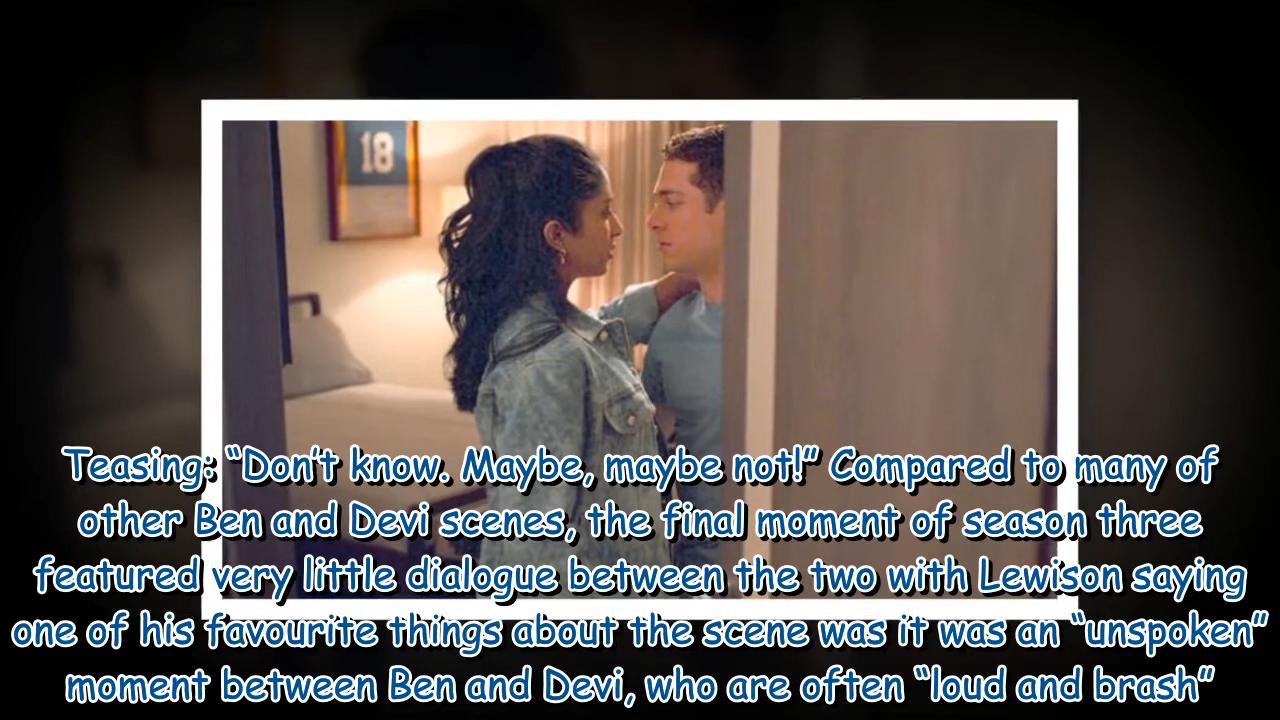 18
Teasing: “Don’t know. Maybe, maybe not!” Compared to many of
other Ben and Devi scenes, the final moment of season three
featured very little dialogue between the two with Lewison saying
one of his favourite things about the scene was it was an “unspoken”
moment between Ben and Devi, who are often “loud and brash”